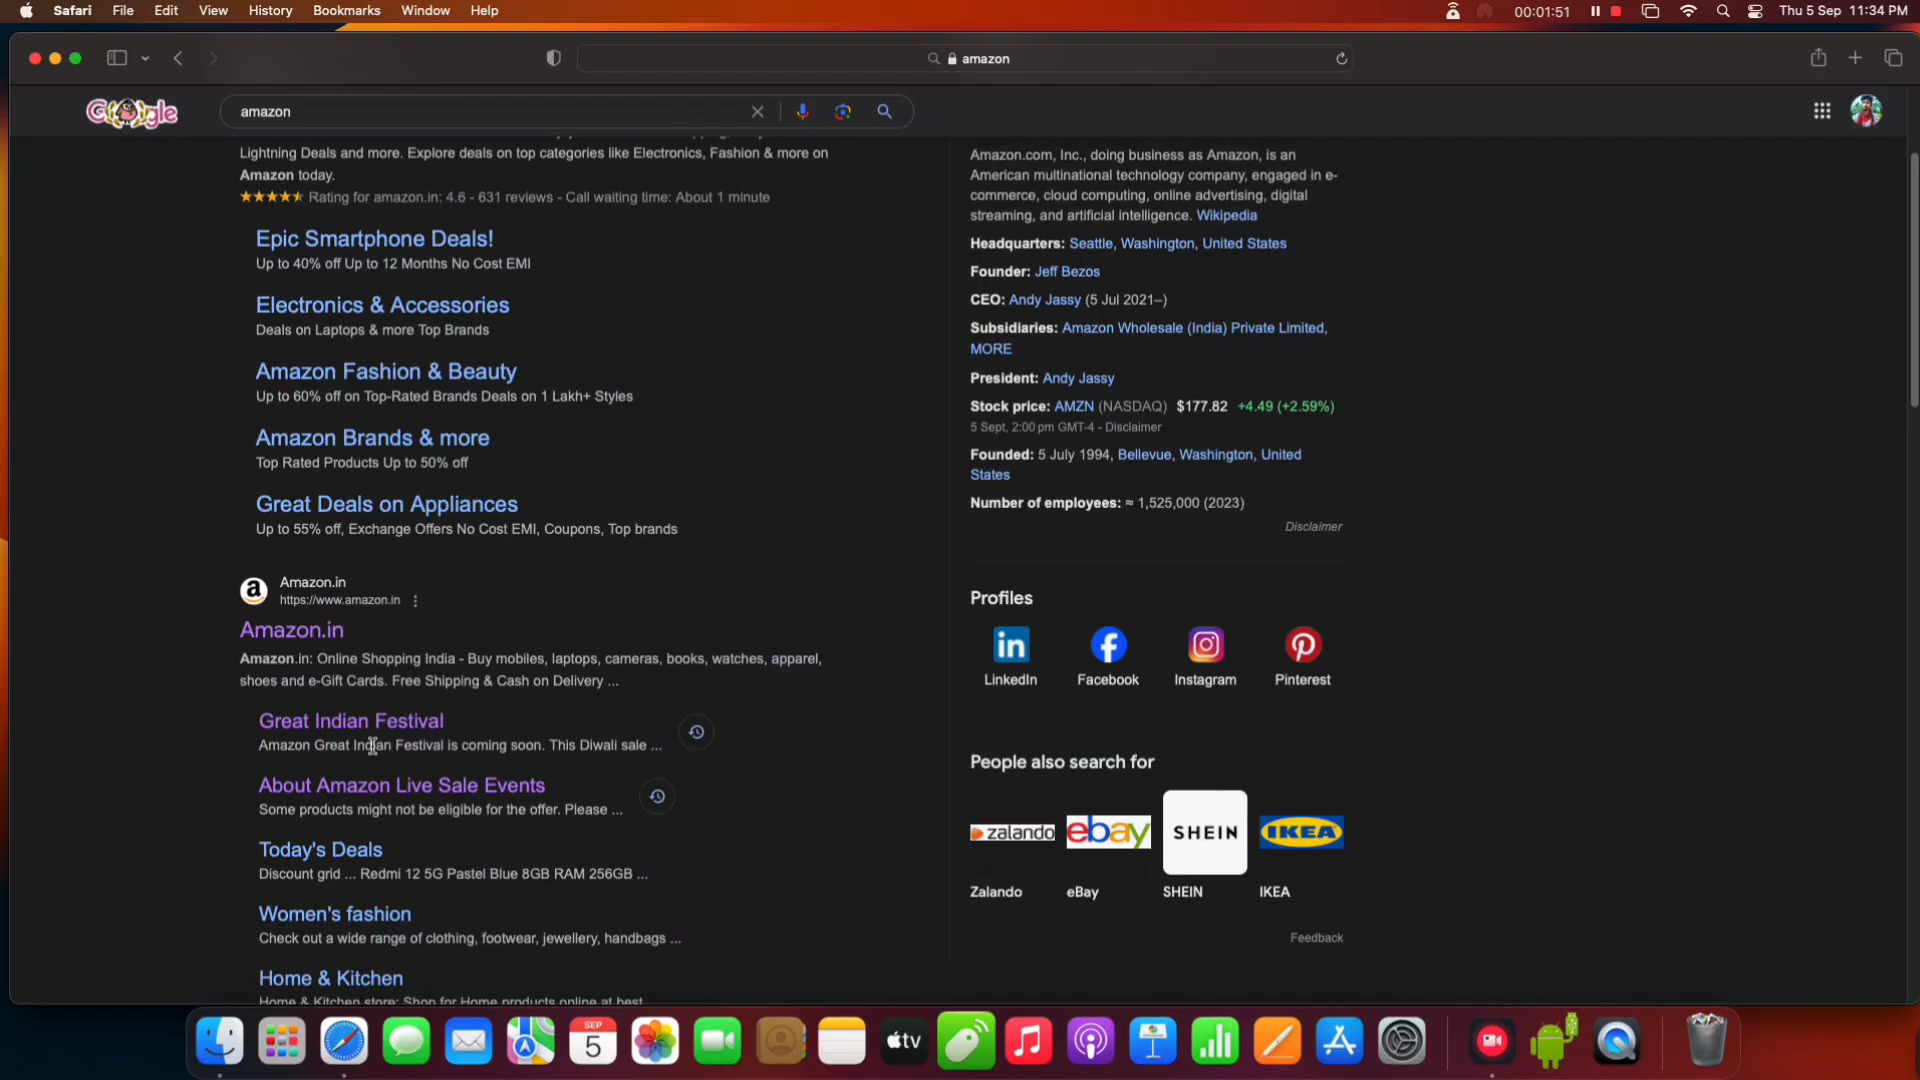 Safari File Edit View History Bookmarks Window Help
00:01:51
Thu 5 Sep 11:34 PM
amazon
Google
amazon
Lightning Deals and more. Explore deals on top categories like Electronics, Fashion & more on
Amazon today.
Rating for amazon.in: 4.6 - 631 reviews - Call waiting time: About 1 minute
Epic Smartphone Deals!
Up to 40% off Up to 12 Months No Cost EMI
Electronics & Accessories
Deals on Laptops & more Top Brands
Amazon Fashion & Beauty
Up to 60% off on Top-Rated Brands Deals on 1 Lakh+ Styles
Amazon Brands & more
Top Rated Products Up to 50% off
Great Deals on Appliances
Up to 55% off, Exchange Offers No Cost EMI, Coupons, Top brands
a
Amazon.in
https://www.amazon.in
Amazon.in
Amazon.in: Online Shopping India - Buy mobiles, laptops, cameras, books, watches, apparel,
shoes and e-Gift Cards. Free Shipping & Cash on Delivery ...
Great Indian Festival
Amazon Great Indian Festival is coming soon. This Diwali sale ...
About Amazon Live Sale Events
Some products might not be eligible for the offer. Please ...
Today's Deals
Discount grid ... Redmi 12 5G Pastel Blue 8GB RAM 256GB ...
Women's fashion
Check out a wide range of clothing, footwear, jewellery, handbags ...
Home & Kitchen
Home & Kitchen store: Shop for Home products online at best
Amazon.com, Inc., doing business as Amazon, is an
American multinational technology company, engaged in e-
commerce, cloud computing, online advertising, digital
streaming, and artificial intelligence. Wikipedia
Headquarters: Seattle, Washington, United States
Founder: Jeff Bezos
CEO: Andy Jassy (5 Jul 2021–)
Subsidiaries: Amazon Wholesale (India) Private Limited,
MORE
President: Andy Jassy
Stock price: AMZN (NASDAQ) $177.82 +4.49 (+2.59%)
5 Sept, 2:00 pm GMT-4 - Disclaimer
Founded: 5 July 1994, Bellevue, Washington, United
States
Number of employees: ≈ 1,525,000 (2023)
Disclaimer
Profiles
in
LinkedIn Facebook Instagram Pinterest
People also search for
zalando ebay SHEIN IKEA
Zalando eBay SHEIN IKEA
Feedback
SEP
5
tv